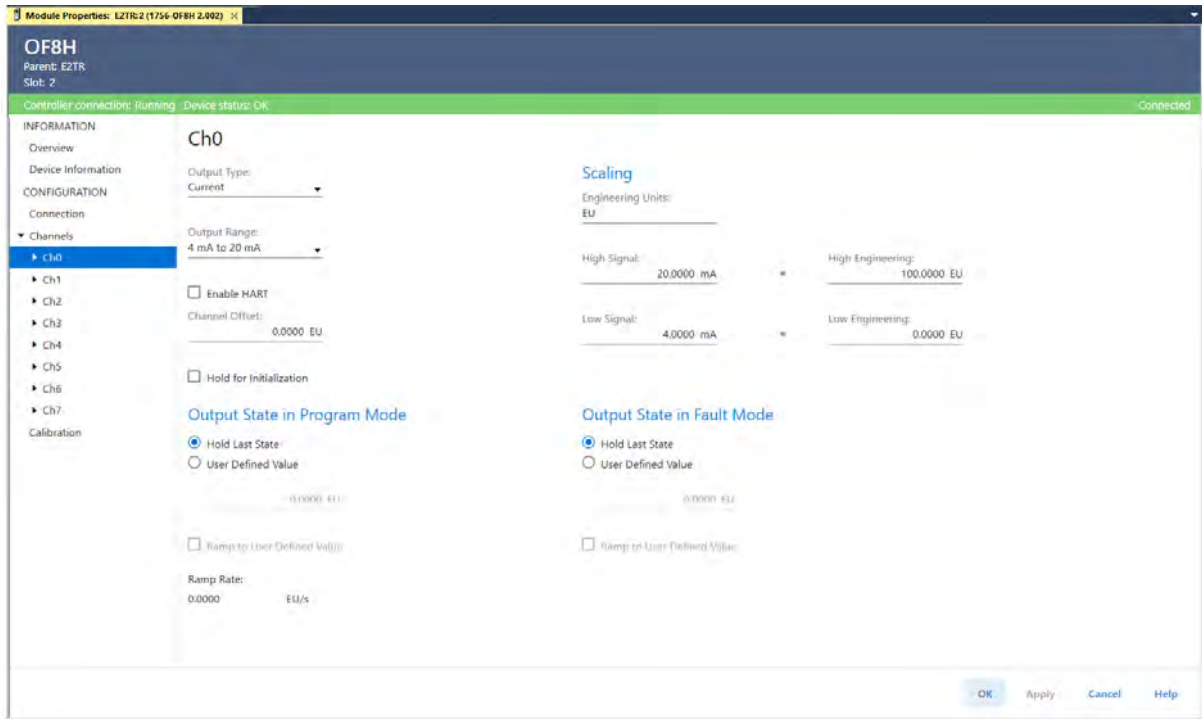 Module Properties: E2TR:2 (1756-OF8H 2.002)
OF8H
Parent: E2TR
Slot: 2
Controller connection: Running Device status: OK
Connected
INFORMATION
Overview
Device Information
CONFIGURATION
Connection
Channels
Ch0
Ch1
Ch2
Ch3
Ch4
Ch5
Ch6
Ch7
Calibration
Ch0
Output Type:
Current
Output Range:
4 mA to 20 mA
Enable HART
Channel Offset:
0.0000 EU
Hold for Initialization
Scaling
Engineering Units:
EU
High Signal:
20.0000 mA
=
High Engineering:
100.0000 EU
Low Signal:
4.0000 mA
=
Low Engineering:
0.0000 EU
Output State in Program Mode
Hold Last State
User Defined Value
0.0000 EU
Ramp to User Defined Value
Ramp Rate:
0.0000 EU/s
Output State in Fault Mode
Hold Last State
User Defined Value
0.0000 EU
Ramp to User Defined Value
OK Apply Cancel Help